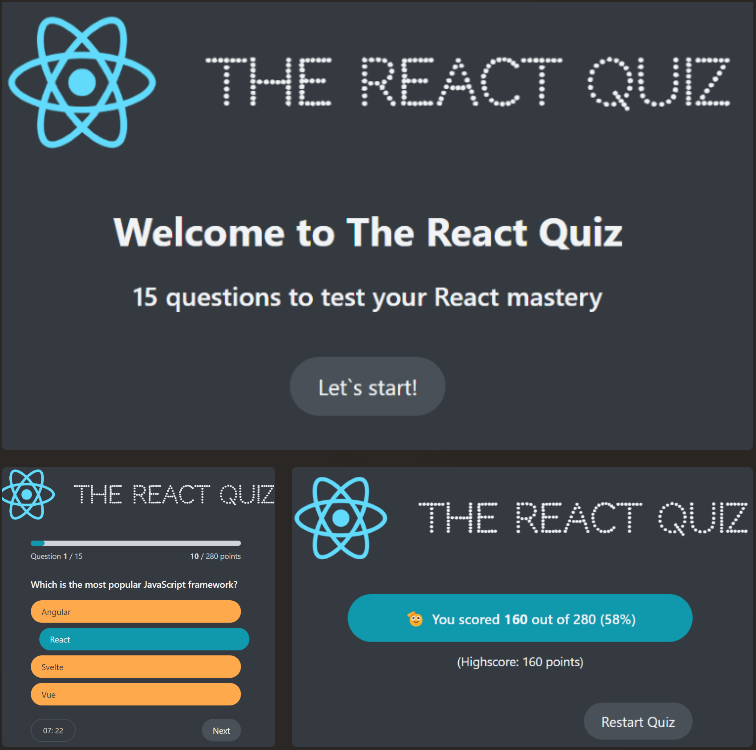 THE REACT QUIZ
Welcome to The React Quiz
15 questions to test your React mastery
Let`s start!
THE REACT QUIZ
Question 1 / 15
10 / 280 points
Which is the most popular JavaScript framework?
Angular
React
Svelte
Vue
07: 22
Next
THE REACT QUIZ
You scored 160 out of 280 (58%)
(Highscore: 160 points)
Restart Quiz